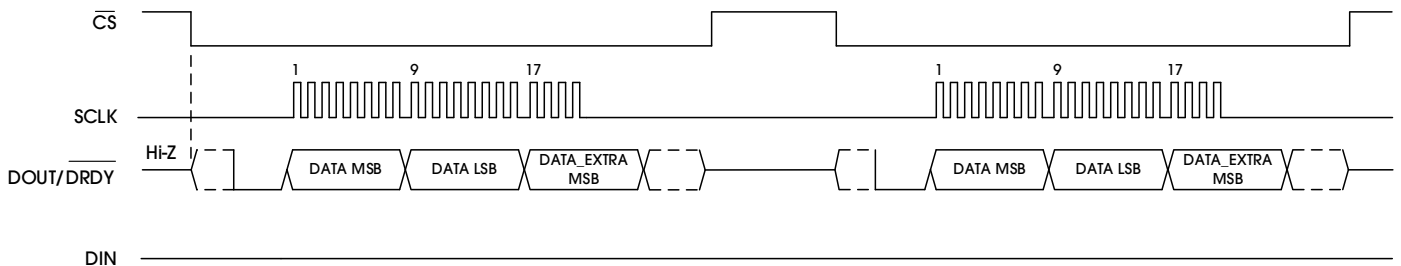 CS
1 9 17 1 9 17
SCLK
Hi-Z
DOUT/DRDY
DATA MSB DATA LSB DATA_EXTRA MSB DATA MSB DATA LSB DATA_EXTRA MSB
DIN